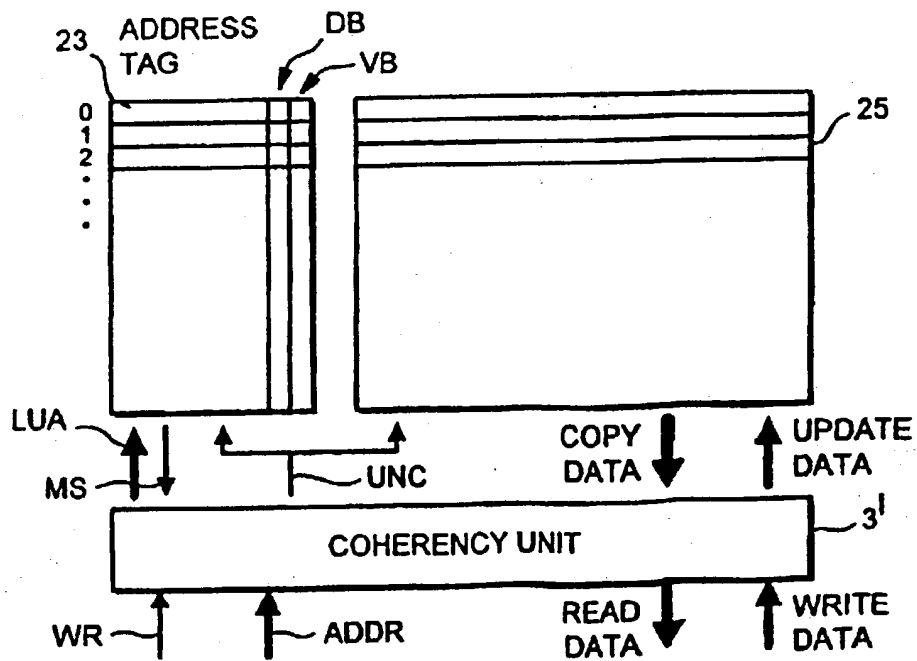 23
ADDRESS
TAG
DB
VB
0
1
2
25
LUA
MS
UNC
COPY
DATA
UPDATE
DATA
COHERENCY UNIT
3'
WR
ADDR
READ
DATA
WRITE
DATA